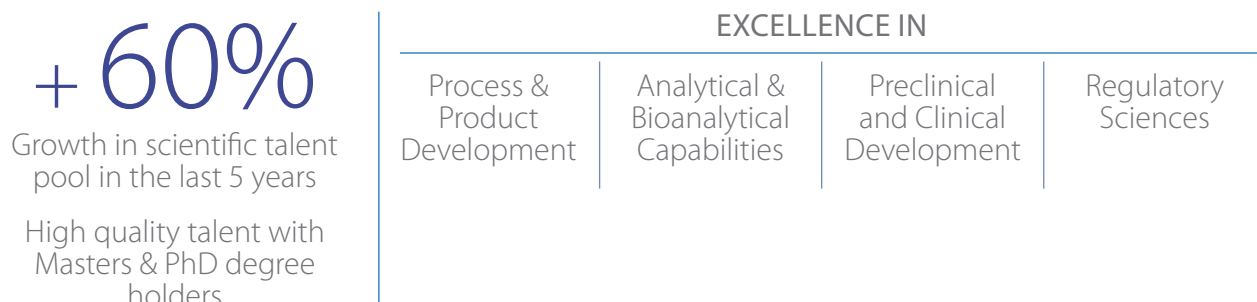 + 60%
Growth in scientific talent
pool in the last 5 years
High quality talent with
Masters & PhD degree
holders
EXCELLENCE IN
Process &
Product
Development
Analytical &
Bioanalytical
Capabilities
Preclinical
and Clinical
Development
Regulatory
Sciences